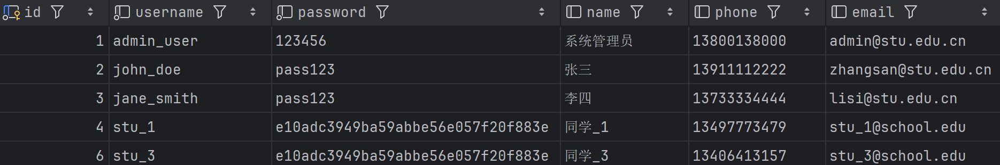 id username password name phone email
1 admin_user 123456 系统管理员 13800138000 admin@stu.edu.cn
2 john_doe pass123 张三 13911112222 zhangsan@stu.edu.cn
3 jane_smith pass123 李四 13733334444 lisi@stu.edu.cn
4 stu_1 e10adc3949ba59abbe56e057f20f883e 同学_1 13497773479 stu_1@school.edu
6 stu_3 e10adc3949ba59abbe56e057f20f883e 同学_3 13406413157 stu_3@school.edu